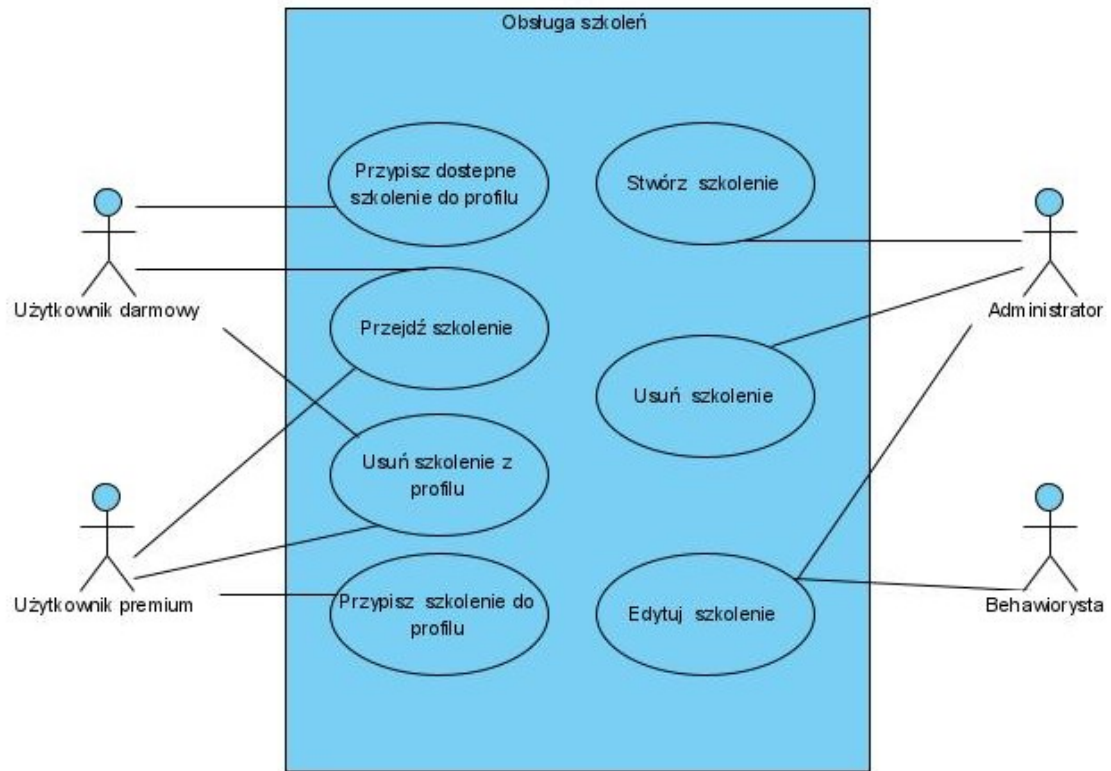 Obsługa szkoleń
Przypisz dostepne
szkolenie do profilu
Stwórz szkolenie
Użytkownik darmowy
Administrator
Przejdź szkolenie
Usuń szkolenie
Usuń szkolenie z
profilu
Użytkownik premium
Przypisz szkolenie do
profilu
Edytuj szkolenie
Behawiorysta